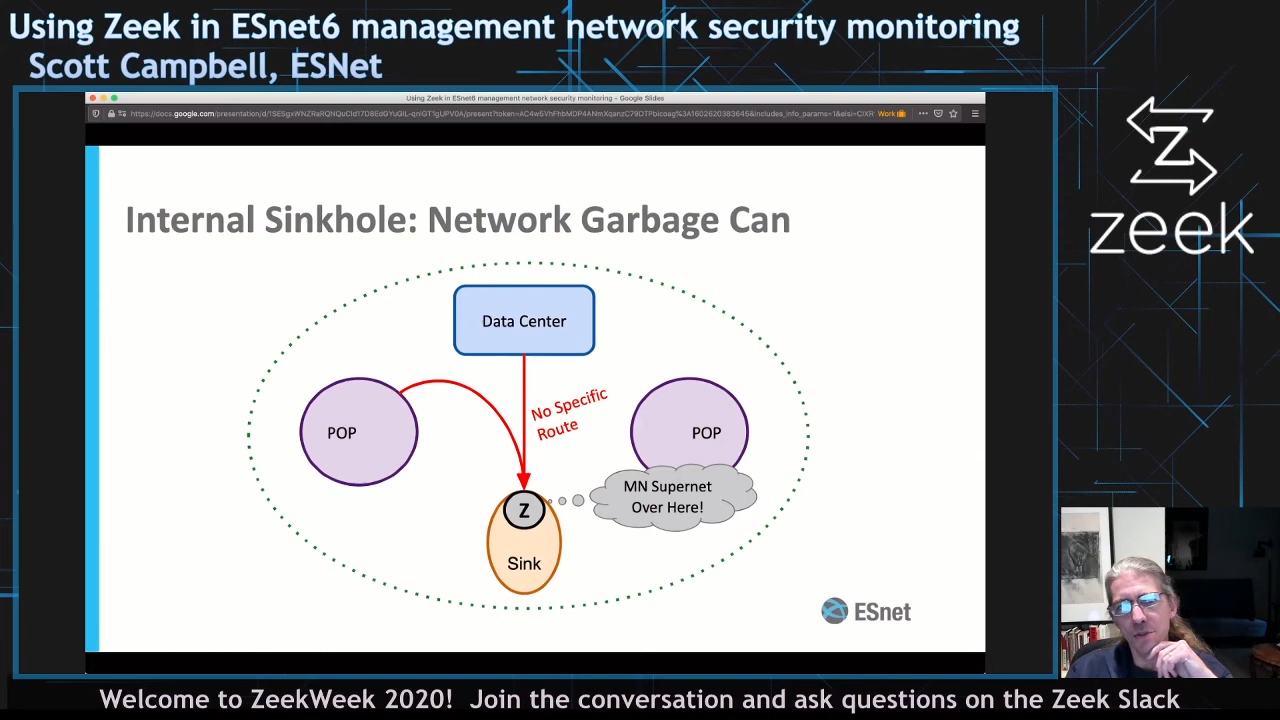 Using Zeek in ESnet6 management network security monitoring
Scott Campbell, ESNet
Using Zeek in ESnet6 management network security monitoring - Google Slides
Work
zeek
Internal Sinkhole: Network Garbage Can
Data Center
POP
No Specific
Route
POP
MN Supernet
Over Here!
Z
Sink
ESnet
Welcome to ZeekWeek 2020! Join the conversation and ask questions on the Zeek Slack